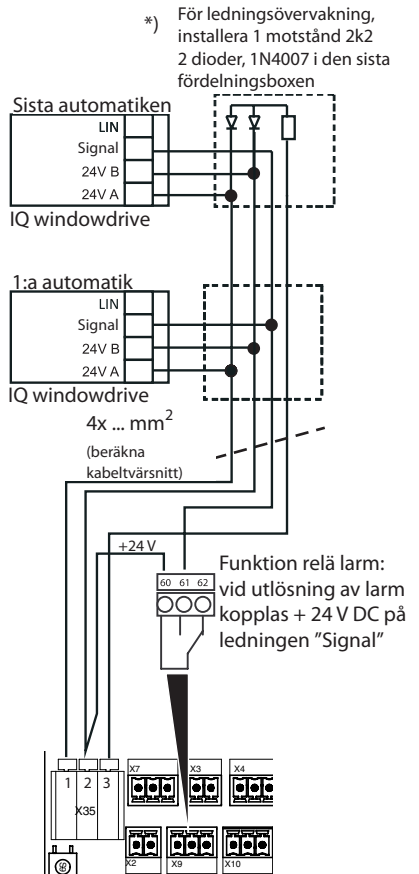 *)
För ledningsövervakning,
installera 1 motstånd 2k2
2 dioder, 1N4007 i den sista
fördelningsboxen
Sista automatiken
LIN
Signal
24V B
24V A
IQ windowdrive
1:a automatik
LIN
Signal
24V B
24V A
IQ windowdrive
4x ... mm²
(beräkna
kabeltvärsnitt)
+24 V
60 61 62
Funktion relä larm:
vid utlösning av larm
kopplas + 24 V DC på
ledningen ”Signal”
1 2 3
X35
X7
X3
X4
X2
X9
X10